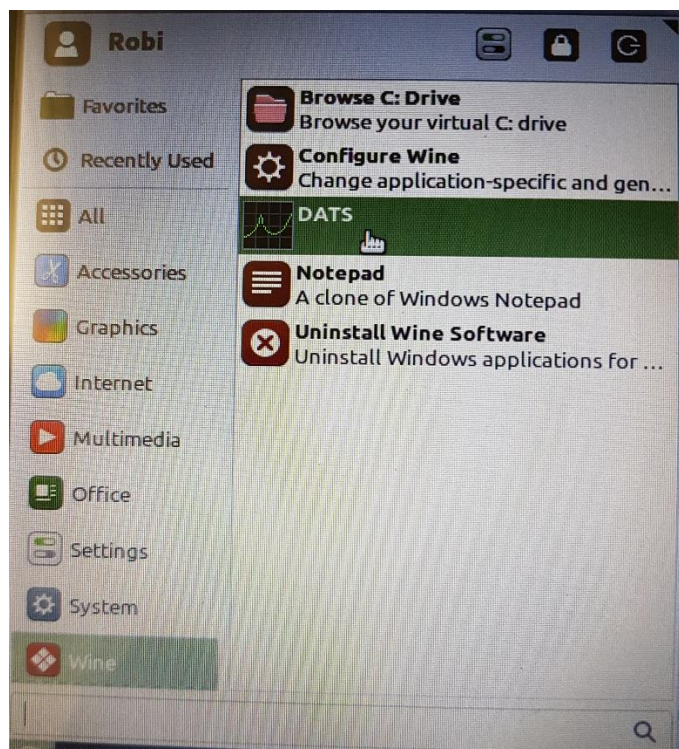 Robi
Favorites
Recently Used
All
Accessories
Graphics
Internet
Multimedia
Office
Settings
System
Wine
Browse C: Drive
Browse your virtual C: drive
Configure Wine
Change application-specific and gen...
DATS
Notepad
A clone of Windows Notepad
Uninstall Wine Software
Uninstall Windows applications for ...